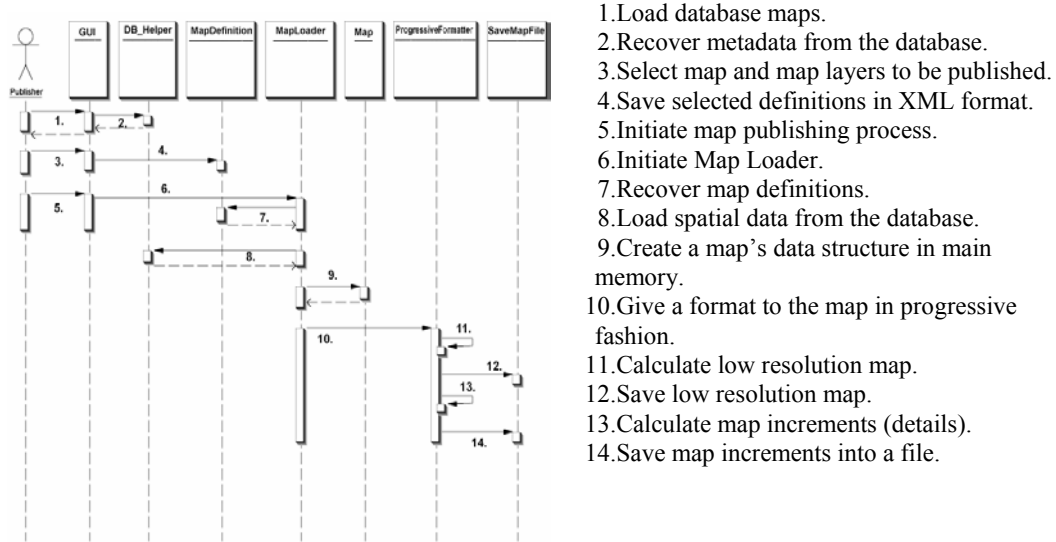 GUI
DB_Helper
MapDefinition
MapLoader
Map
ProgressiveFormatter
SaveMapFile
Publisher
1.
2.
3.
4.
5.
6.
7.
8.
9.
10.
11.
12.
13.
14.
1.Load database maps.
2.Recover metadata from the database.
3.Select map and map layers to be published.
4.Save selected definitions in XML format.
5.Initiate map publishing process.
6.Initiate Map Loader.
7.Recover map definitions.
8.Load spatial data from the database.
9.Create a map’s data structure in main
memory.
10.Give a format to the map in progressive
fashion.
11.Calculate low resolution map.
12.Save low resolution map.
13.Calculate map increments (details).
14.Save map increments into a file.